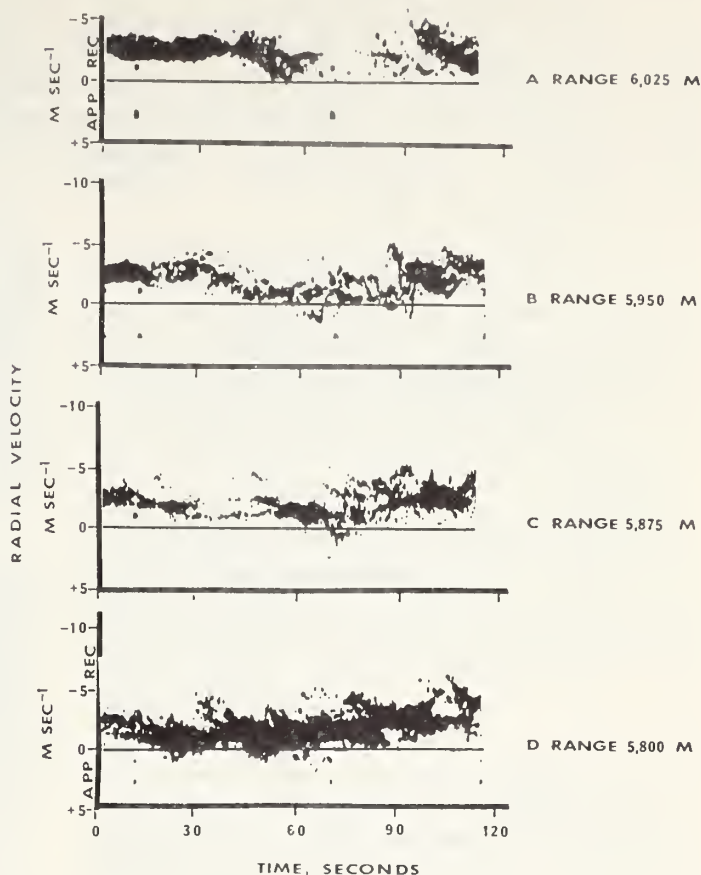 RADIAL VELOCITY
-5
0
+5
M SEC⁻¹
APP REC
A RANGE 6,025 M
-10
-5
0
+5
M SEC⁻¹
B RANGE 5,950 M
-10
-5
0
+5
M SEC⁻¹
C RANGE 5,875 M
-10
-5
0
+5
M SEC⁻¹
APP REC
D RANGE 5,800 M
0 30 60 90 120
TIME, SECONDS